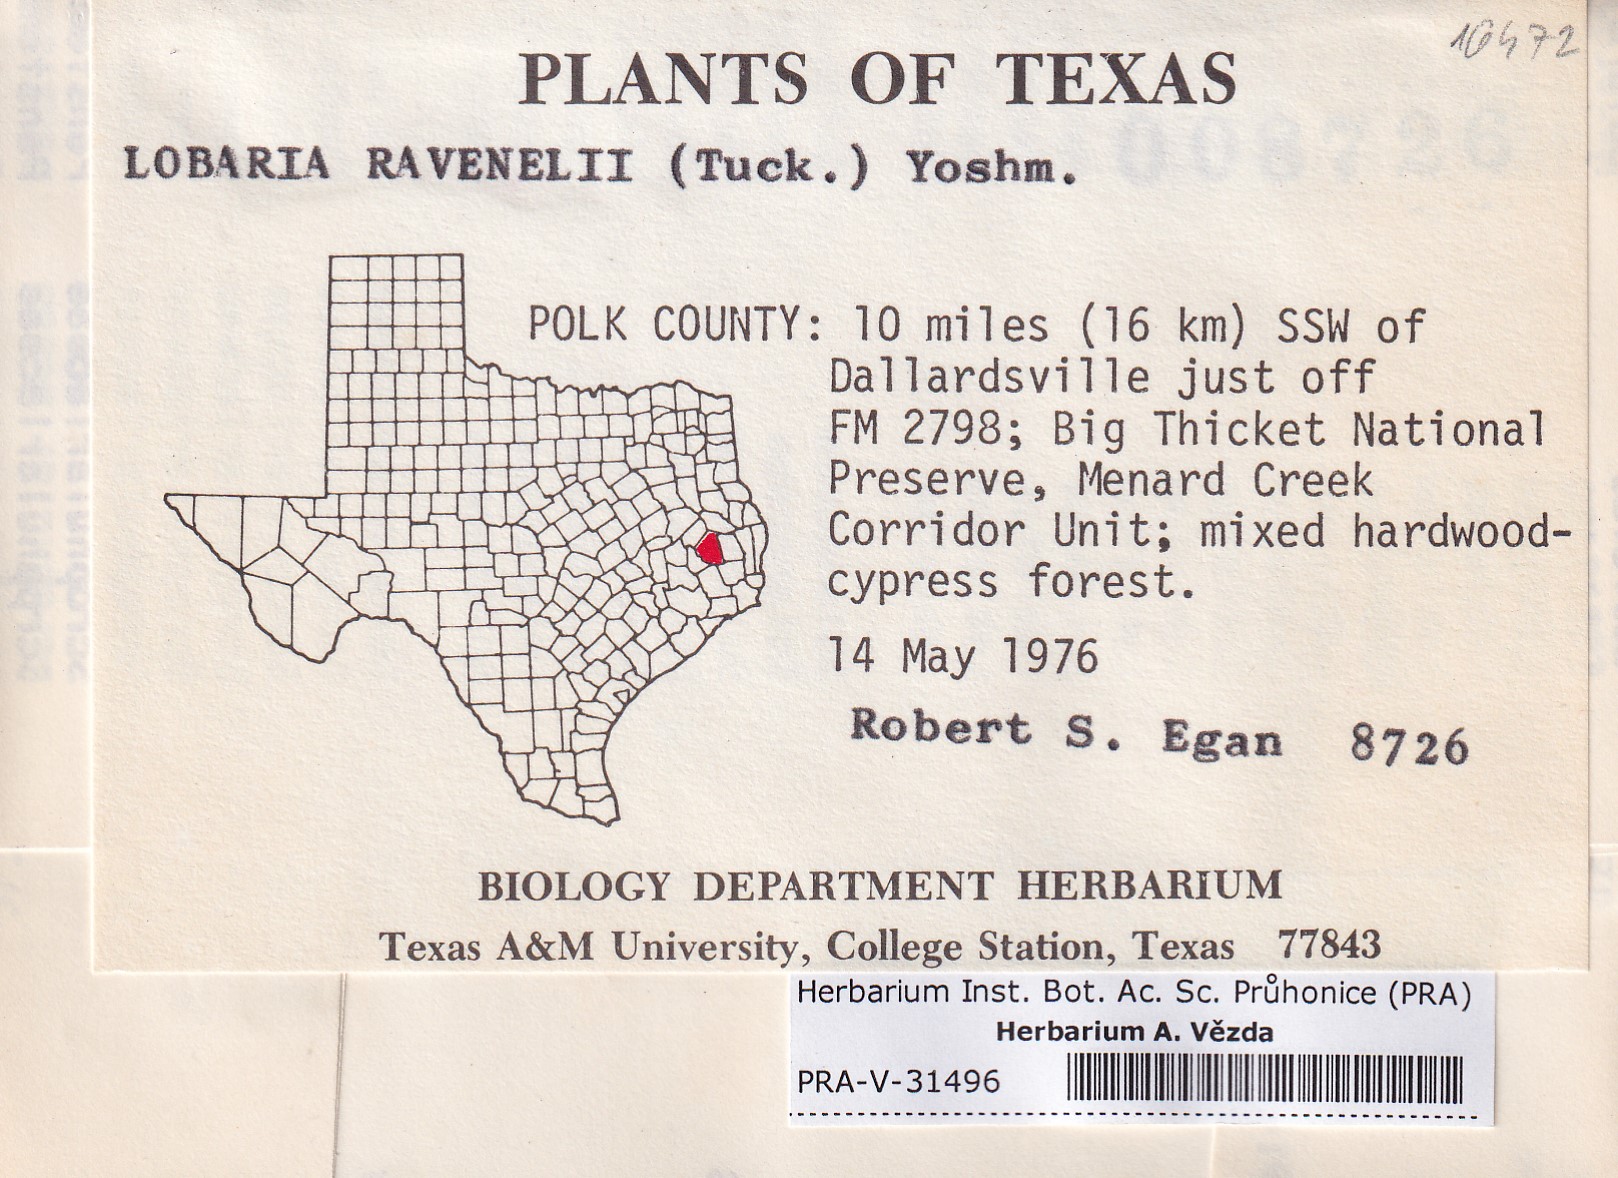 10472
PLANTS OF TEXAS
LOBARIA RAVENELII (Tuck.) Yoshm.
POLK COUNTY: 10 miles (16 km) SSW of
Dallardsville just off
FM 2798; Big Thicket National
Preserve, Menard Creek
Corridor Unit; mixed hardwood-
cypress forest.
14 May 1976
Robert S. Egan 8726
BIOLOGY DEPARTMENT HERBARIUM
Texas A&M University, College Station, Texas 77843
Herbarium Inst. Bot. Ac. Sc. Průhonice (PRA)
Herbarium A. Vězda
PRA-V-31496